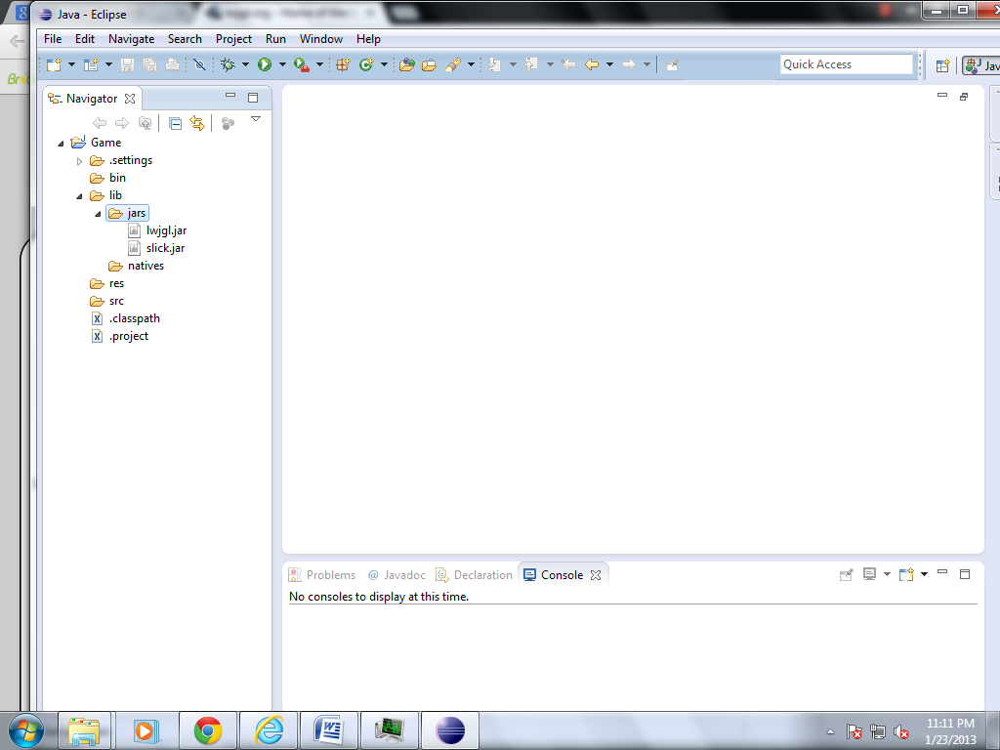 Java - Eclipse
File Edit Navigate Search Project Run Window Help
Quick Access
Jav
Navigator
Game
.settings
bin
lib
jars
lwjgl.jar
slick.jar
natives
res
src
.classpath
.project
Problems @ Javadoc Declaration Console
No consoles to display at this time.
11:11 PM
1/23/2013